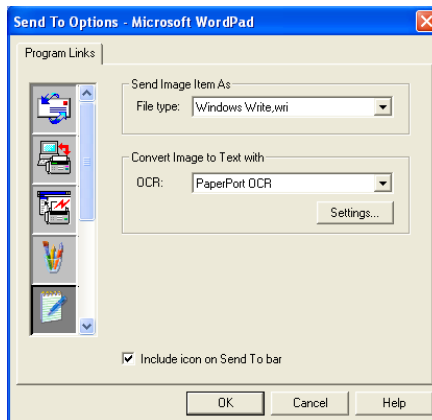 Send To Options - Microsoft WordPad
Program Links
Send Image Item As
File type: Windows Write,wri
Convert Image to Text with
OCR: PaperPort OCR
Settings...
Include icon on Send To bar
OK Cancel Help